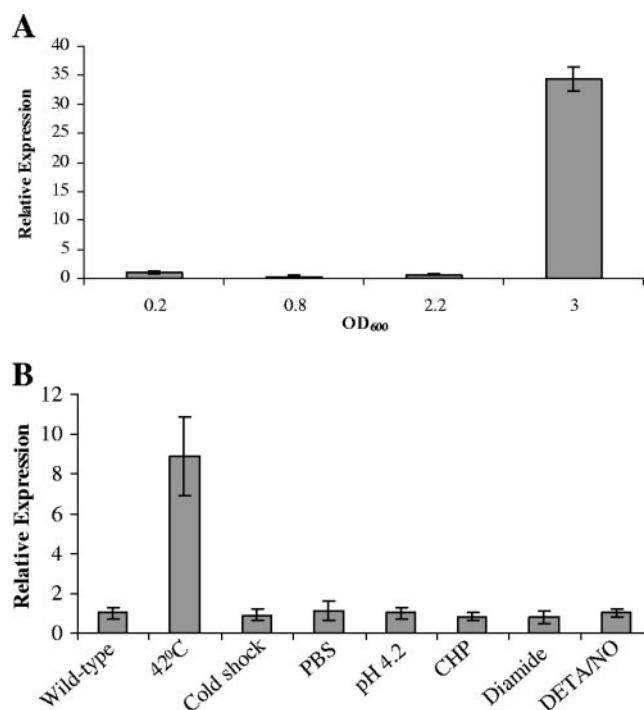 A
Relative Expression
40
35
30
25
20
15
10
5
0
0.2 0.8 2.2 3
OD₆₀₀
B
Relative Expression
12
10
8
6
4
2
0
Wild-type 42⁰C Cold shock PBS pH 4.2 CHP Diamide DETA/NO